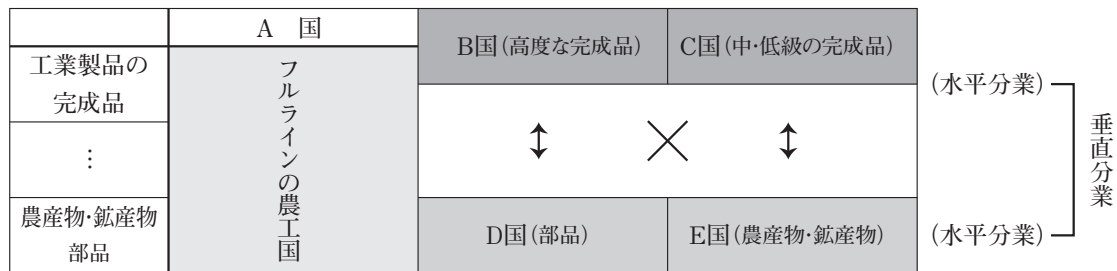 A 国
B国(高度な完成品)
C国(中・低級の完成品)
工業製品の
完成品
フルラインの農工国
(水平分業)
⋮
垂直分業
農産物・鉱産物
部品
D国(部品)
E国(農産物・鉱産物)
(水平分業)